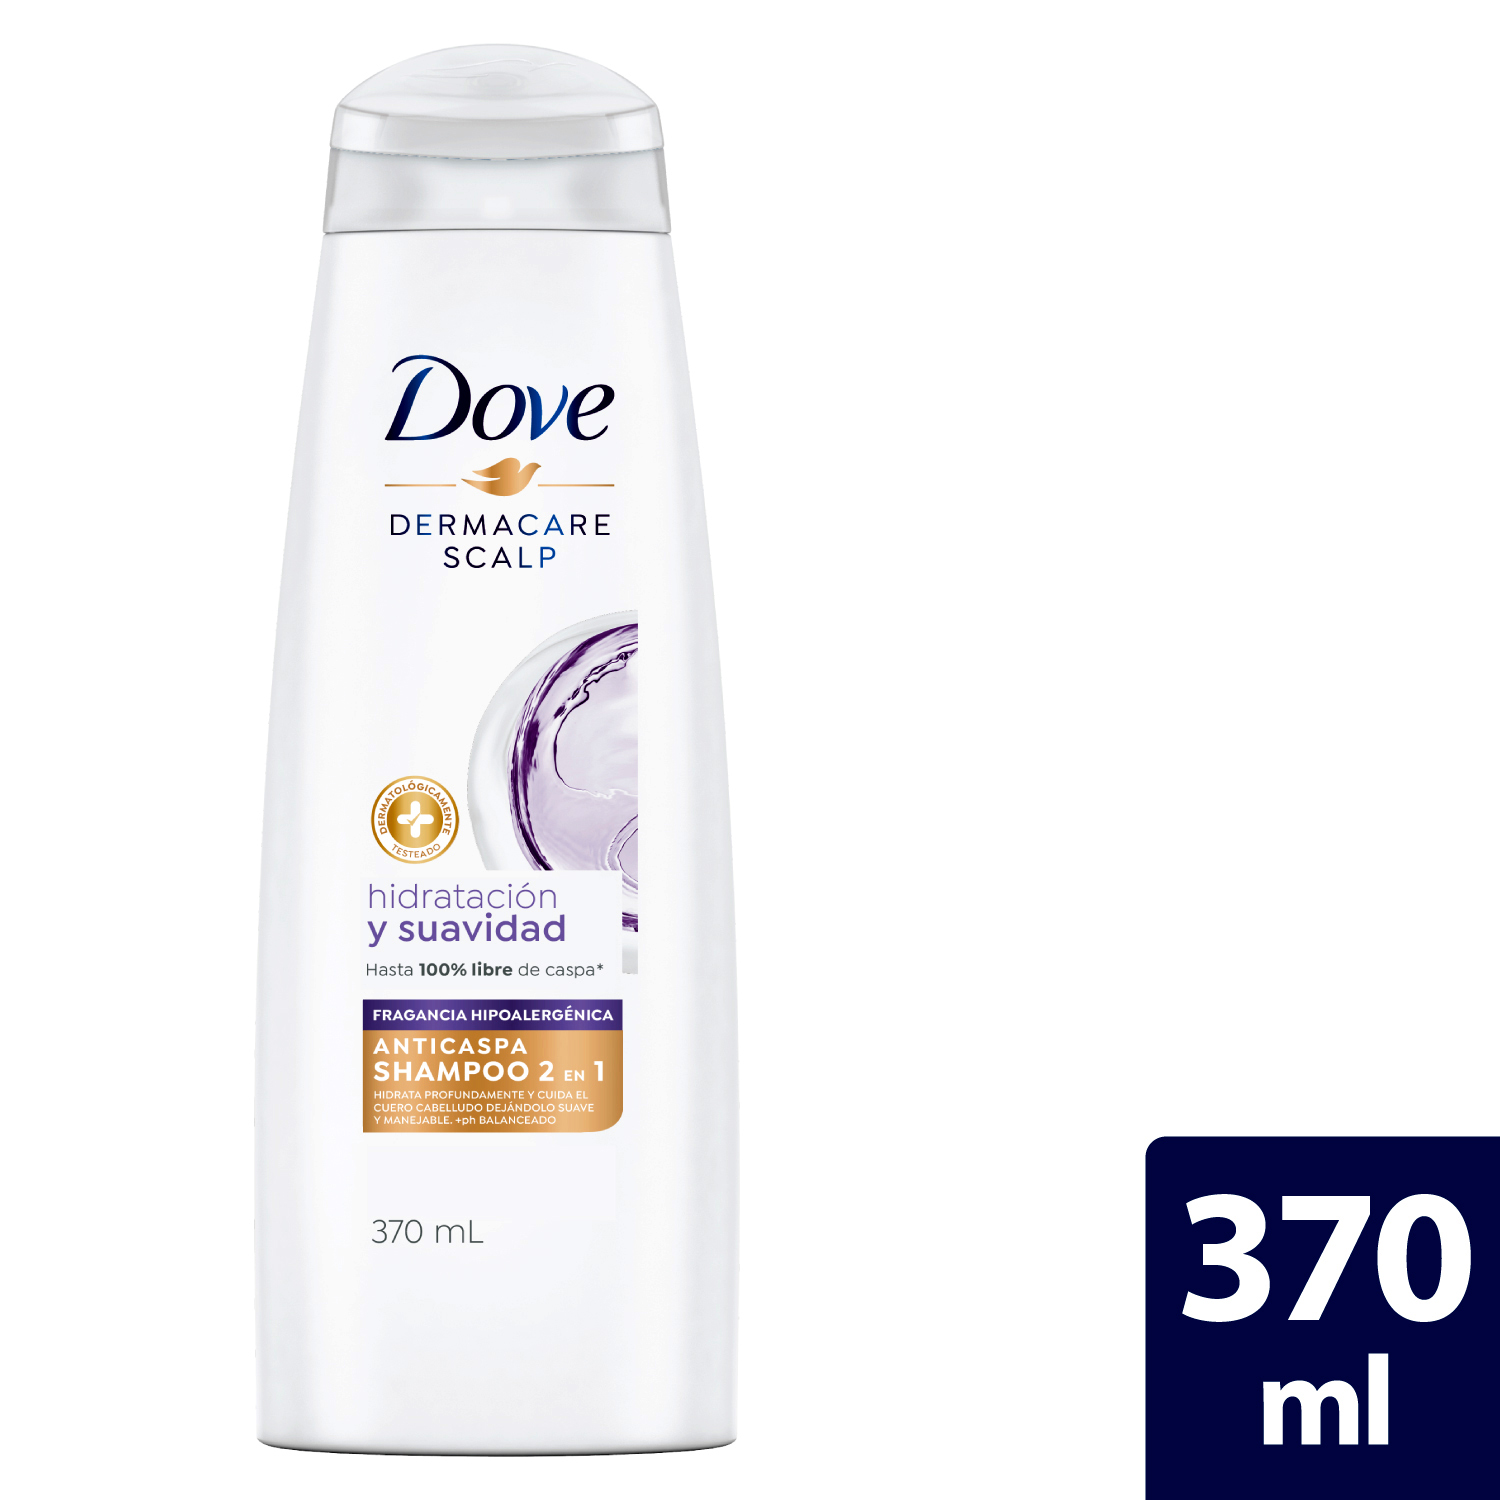 Dove
DERMACARE
SCALP
DERMATOLÓGICAMENTE
TESTEADO
hidratación
y suavidad
Hasta 100% libre de caspa*
FRAGANCIA HIPOALERGÉNICA
ANTICASPA
SHAMPOO 2 EN 1
HIDRATA PROFUNDAMENTE Y CUIDA EL
CUERO CABELLUDO DEJÁNDOLO SUAVE
Y MANEJABLE. +ph BALANCEADO
370 mL
370
ml